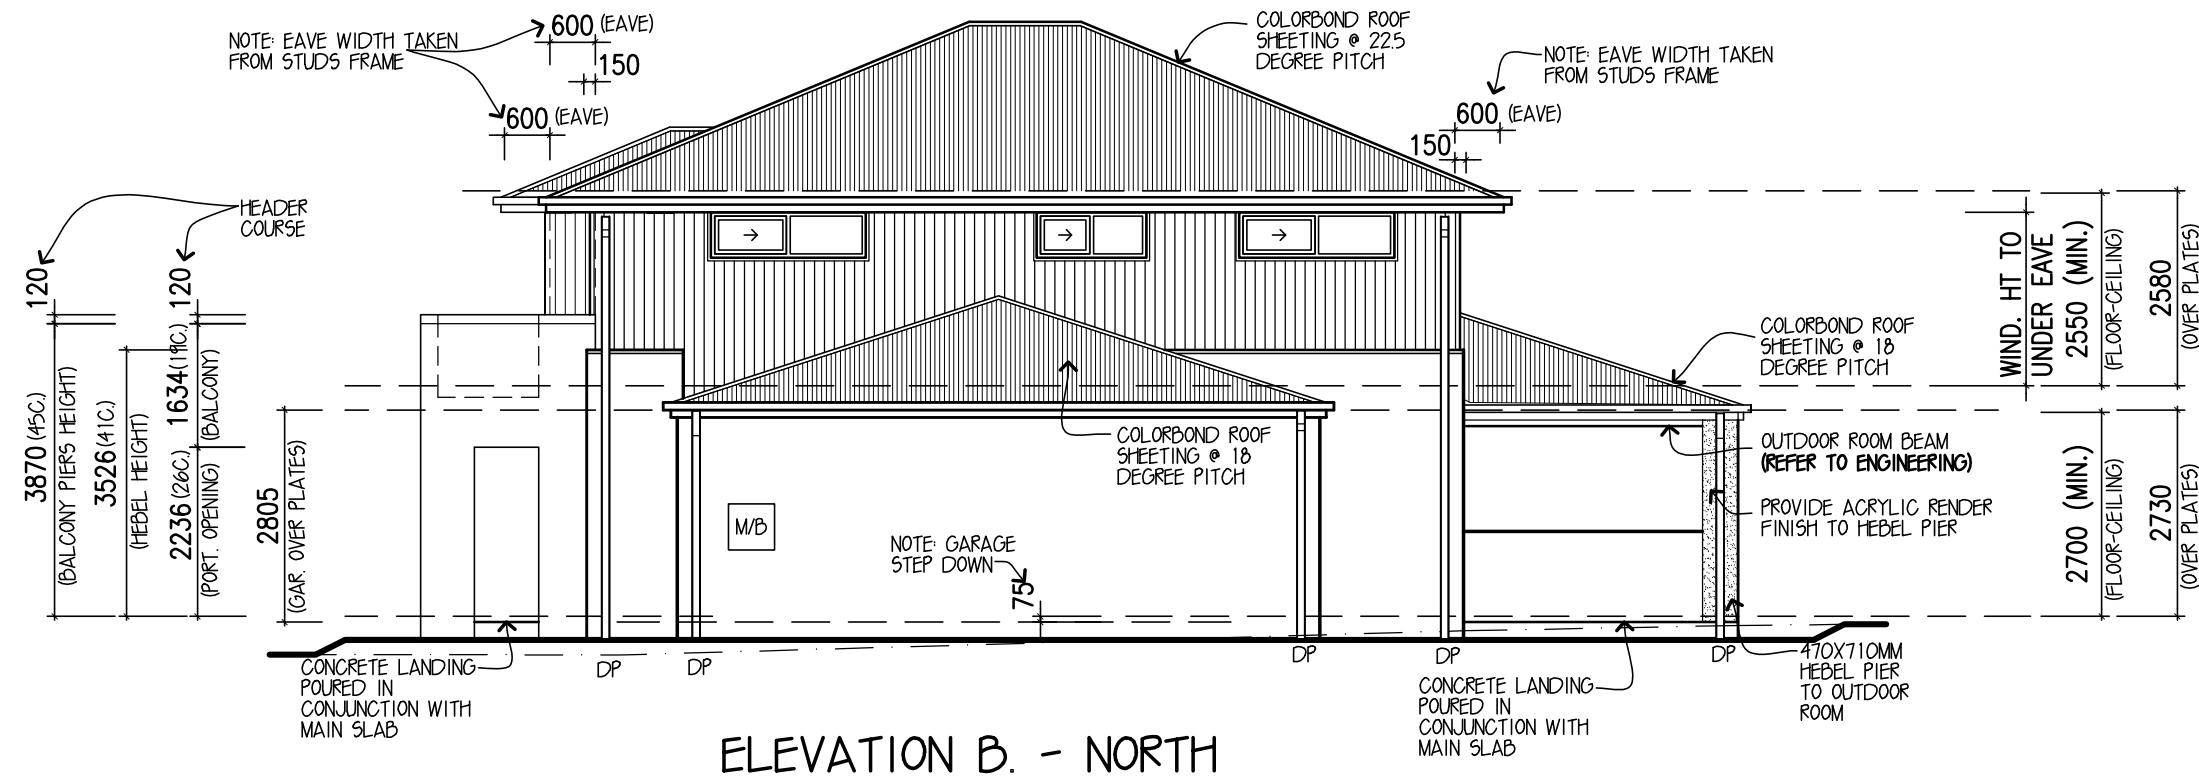 NOTE: EAVE WIDTH TAKEN
FROM STUDS FRAME
600 (EAVE)
150
600 (EAVE)
COLORBOND ROOF
SHEETING @ 22.5
DEGREE PITCH
NOTE: EAVE WIDTH TAKEN
FROM STUDS FRAME
600 (EAVE)
150
HEADER
COURSE
120
120
3870 (45C.)
(BALCONY PIERS HEIGHT)
3526 (41C.)
(HEBEL HEIGHT)
1634 (19C.)
(BALCONY)
2236 (26C.)
(PORT. OPENING)
2805
(GAR. OVER PLATES)
WIND. HT TO
UNDER EAVE
2550 (MIN.)
(FLOOR-CEILING)
2580
(OVER PLATES)
COLORBOND ROOF
SHEETING @ 18
DEGREE PITCH
COLORBOND ROOF
SHEETING @ 18
DEGREE PITCH
OUTDOOR ROOM BEAM
(REFER TO ENGINEERING)
PROVIDE ACRYLIC RENDER
FINISH TO HEBEL PIER
2700 (MIN.)
(FLOOR-CEILING)
2730
(OVER PLATES)
M/B
NOTE: GARAGE
STEP DOWN
75
DP
DP
DP
DP
DP
CONCRETE LANDING
POURED IN
CONJUNCTION WITH
MAIN SLAB
CONCRETE LANDING
POURED IN
CONJUNCTION WITH
MAIN SLAB
470X710MM
HEBEL PIER
TO OUTDOOR
ROOM
ELEVATION B. - NORTH